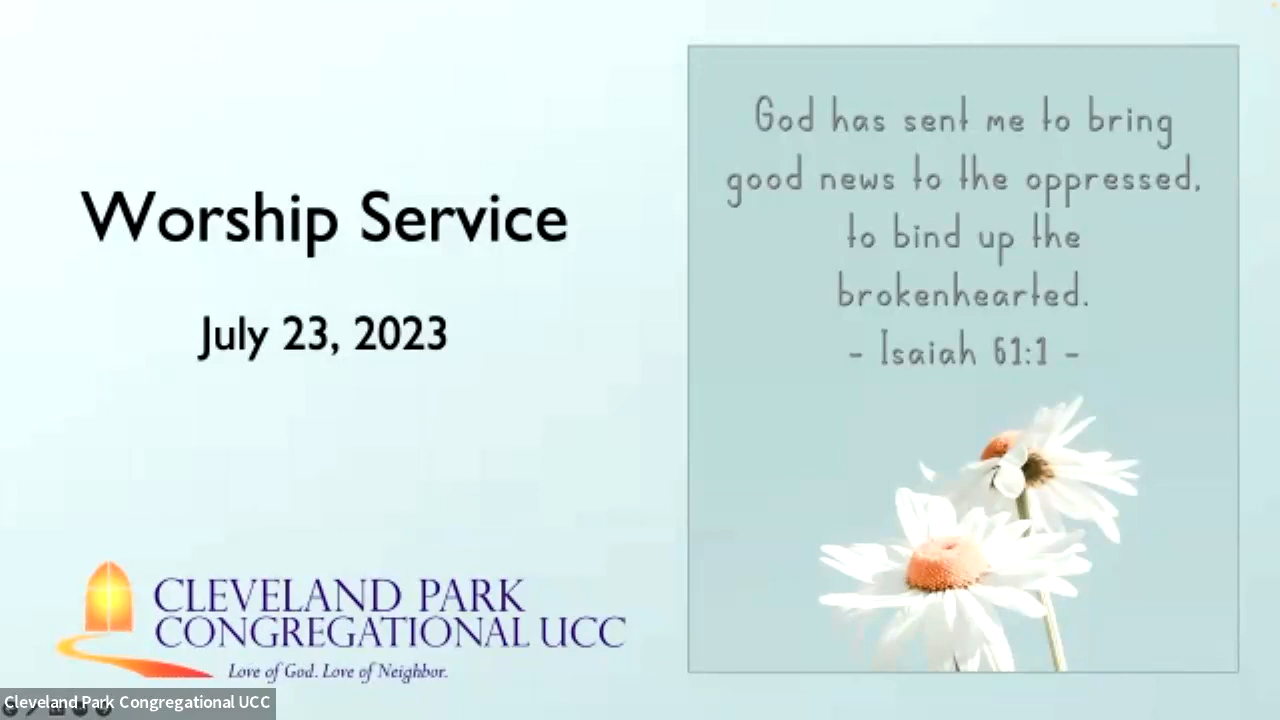 Worship Service
July 23, 2023
God has sent me to bring
good news to the oppressed,
to bind up the
brokenhearted.
- Isaiah 61:1 -
CLEVELAND PARK
CONGREGATIONAL UCC
Love of God. Love of Neighbor.
Cleveland Park Congregational UCC